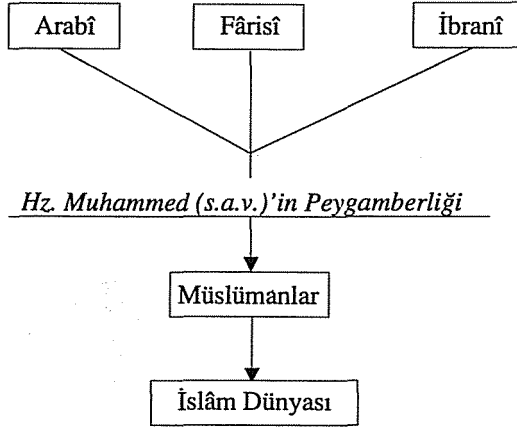 Arabî Fârisî İbranî
Hz. Muhammed (s.a.v.)'in Peygamberliği
Müslümanlar
İslâm Dünyası